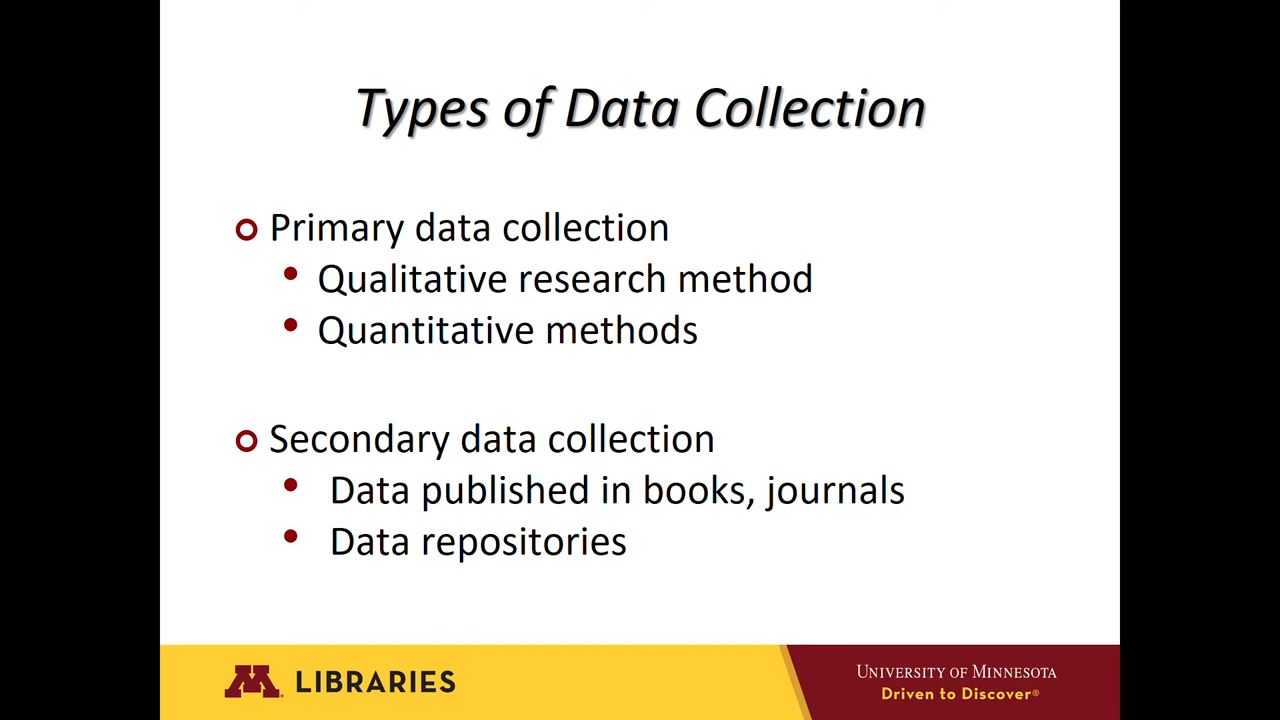 Types of Data Collection
Primary data collection
Qualitative research method
Quantitative methods
Secondary data collection
Data published in books, journals
Data repositories
M LIBRARIES
UNIVERSITY OF MINNESOTA
Driven to Discover®